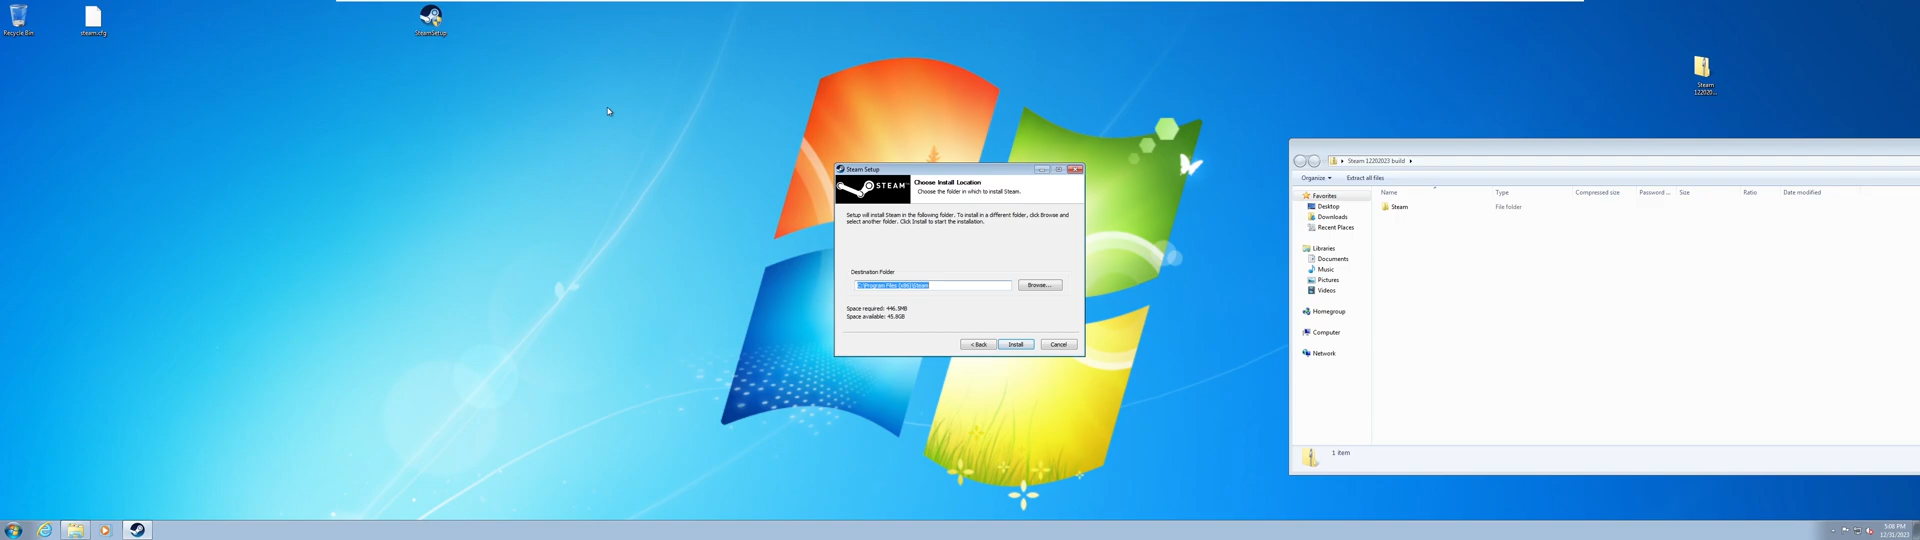 Recycle Bin
steam.cfg
SteamSetup
Steam
122020...
Steam Setup
STEAM™
Choose Install Location
Choose the folder in which to install Steam.
Setup will install Steam in the following folder. To install in a different folder, click Browse and
select another folder. Click Install to start the installation.
Destination Folder
C:\Program Files (x86)\Steam
Browse...
Space required: 446.5MB
Space available: 45.8GB
< Back
Install
Cancel
Steam 12202023 build
Organize
Extract all files
Name
Type
Compressed size
Password ...
Size
Ratio
Date modified
Favorites
Desktop
Downloads
Recent Places
Libraries
Documents
Music
Pictures
Videos
Homegroup
Computer
Network
Steam
File folder
1 item
5:08 PM
12/31/2023